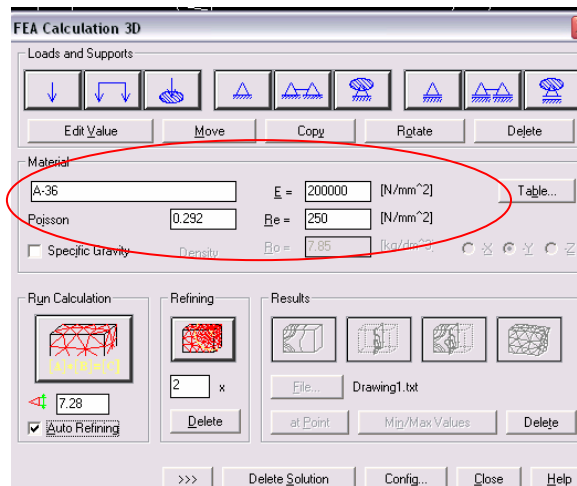 FEA Calculation 3D
Loads and Supports
Edit Value Move Copy Rotate Delete
Material
A-36 E = 200000 [N/mm^2] Table...
Poisson 0.292 Re = 250 [N/mm^2]
Specific Gravity Density Ro = 7.85 [kg/dm^3] X Y Z
Run Calculation Refining Results
[A]*[B]=[C]
2 x File... Drawing1.txt
7.28
Delete at Point Min/Max Values Delete
Auto Refining
>>> Delete Solution Config... Close Help